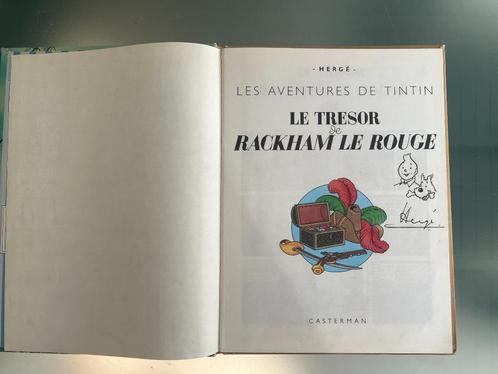 - HERGÉ -
LES AVENTURES DE TINTIN
LE TRESOR
de
RACKHAM LE ROUGE
Hergé
CASTERMAN